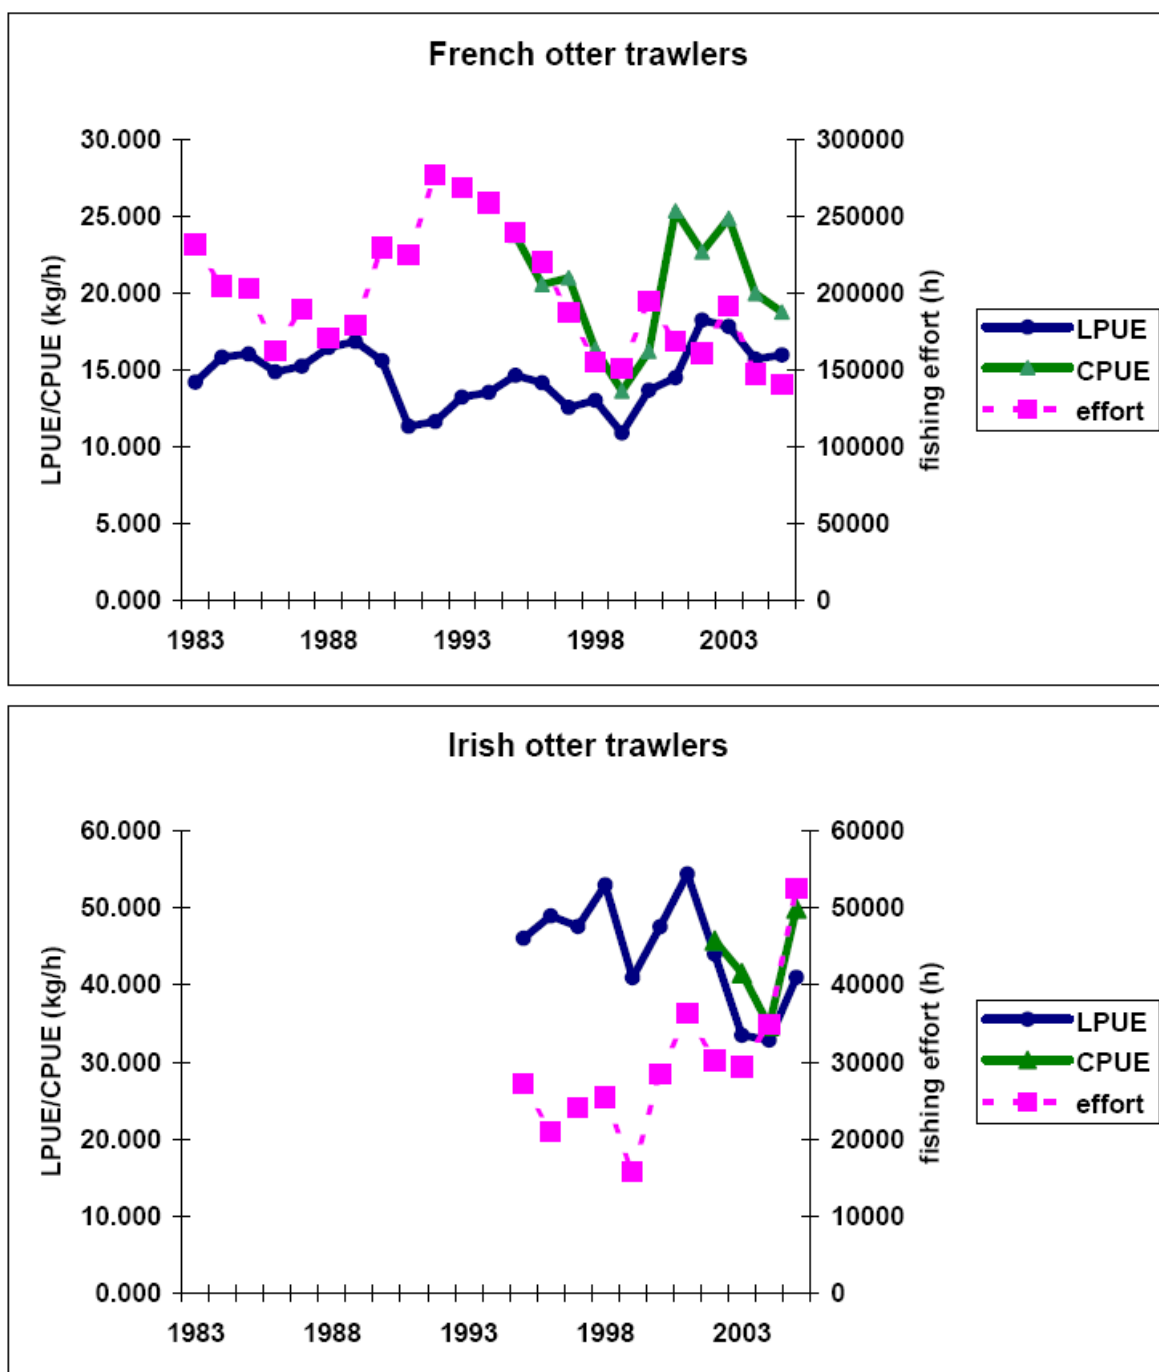 French otter trawlers
30.000
25.000
20.000
15.000
10.000
5.000
0.000
LPUE/CPUE (kg/h)
300000
250000
200000
150000
100000
50000
0
fishing effort (h)
1983 1988 1993 1998 2003
LPUE
CPUE
effort
Irish otter trawlers
60.000
50.000
40.000
30.000
20.000
10.000
0.000
LPUE/CPUE (kg/h)
60000
50000
40000
30000
20000
10000
0
fishing effort (h)
1983 1988 1993 1998 2003
LPUE
CPUE
effort